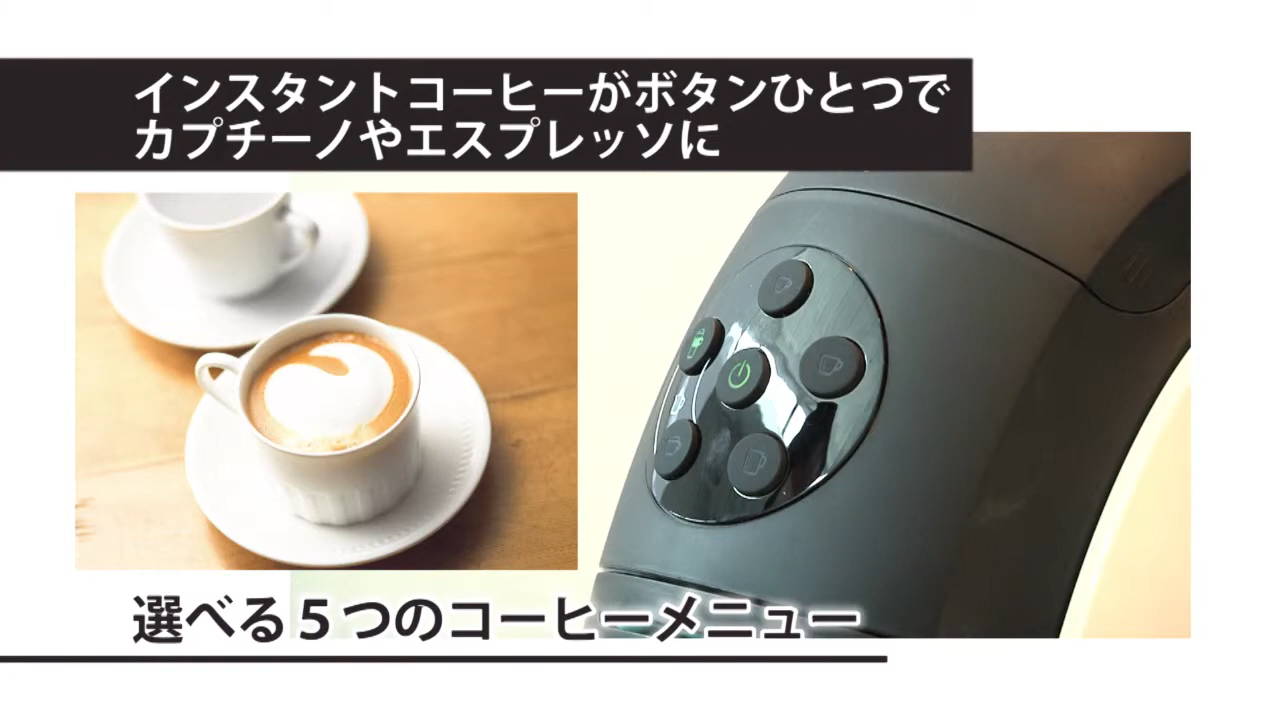 インスタントコーヒーがボタンひとつで
カプチーノやエスプレッソに
選べる５つのコーヒーメニュー